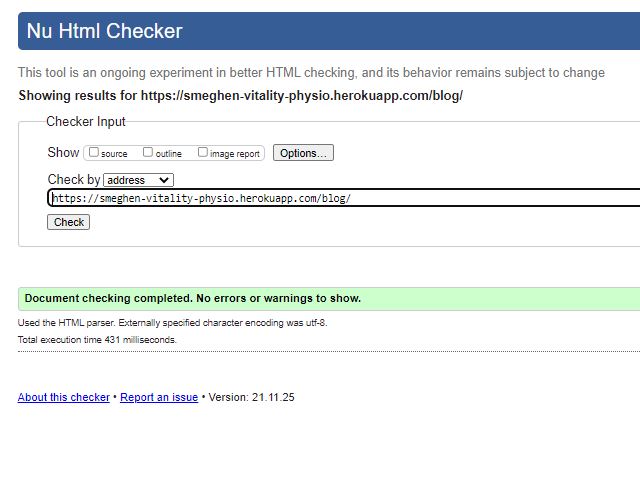 Nu Html Checker
This tool is an ongoing experiment in better HTML checking, and its behavior remains subject to change
Showing results for https://smeghen-vitality-physio.herokuapp.com/blog/
Checker Input
Show source outline image report Options...
Check by address
https://smeghen-vitality-physio.herokuapp.com/blog/
Check
Document checking completed. No errors or warnings to show.
Used the HTML parser. Externally specified character encoding was utf-8.
Total execution time 431 milliseconds.
About this checker • Report an issue • Version: 21.11.25